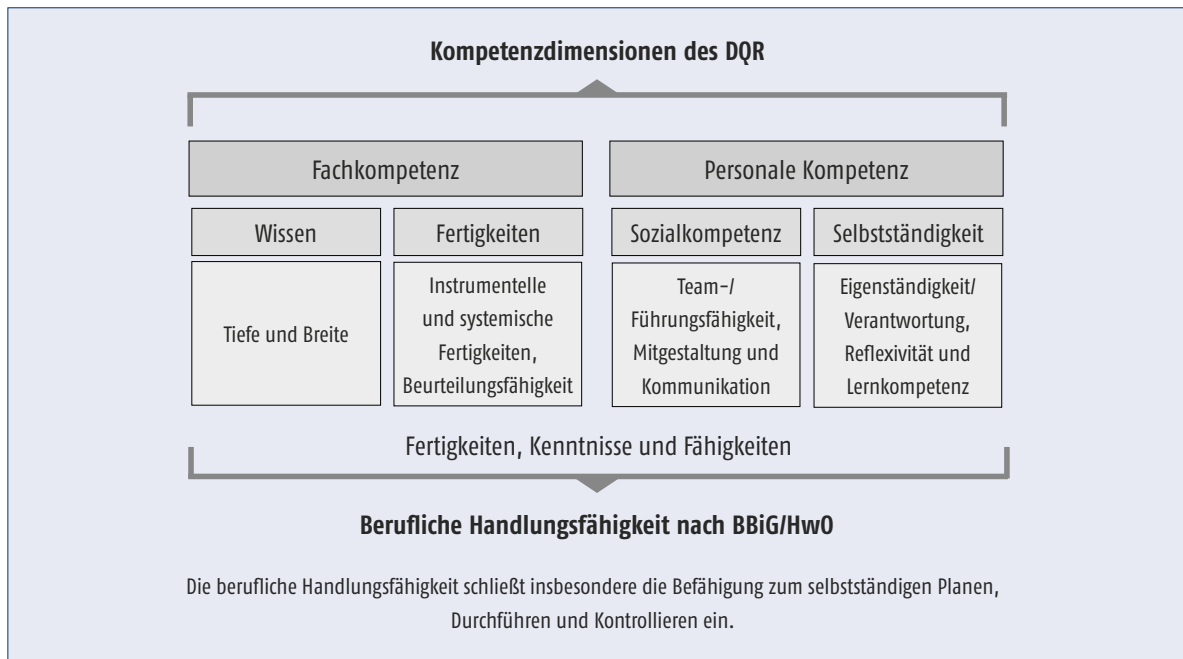 Kompetenzdimensionen des DQR
Fachkompetenz
Personale Kompetenz
Wissen
Fertigkeiten
Sozialkompetenz
Selbstständigkeit
Tiefe und Breite
Instrumentelle
und systemische
Fertigkeiten,
Beurteilungsfähigkeit
Team-/
Führungsfähigkeit,
Mitgestaltung und
Kommunikation
Eigenständigkeit/
Verantwortung,
Reflexivität und
Lernkompetenz
Fertigkeiten, Kenntnisse und Fähigkeiten
Berufliche Handlungsfähigkeit nach BBiG/HwO
Die berufliche Handlungsfähigkeit schließt insbesondere die Befähigung zum selbstständigen Planen,
Durchführen und Kontrollieren ein.